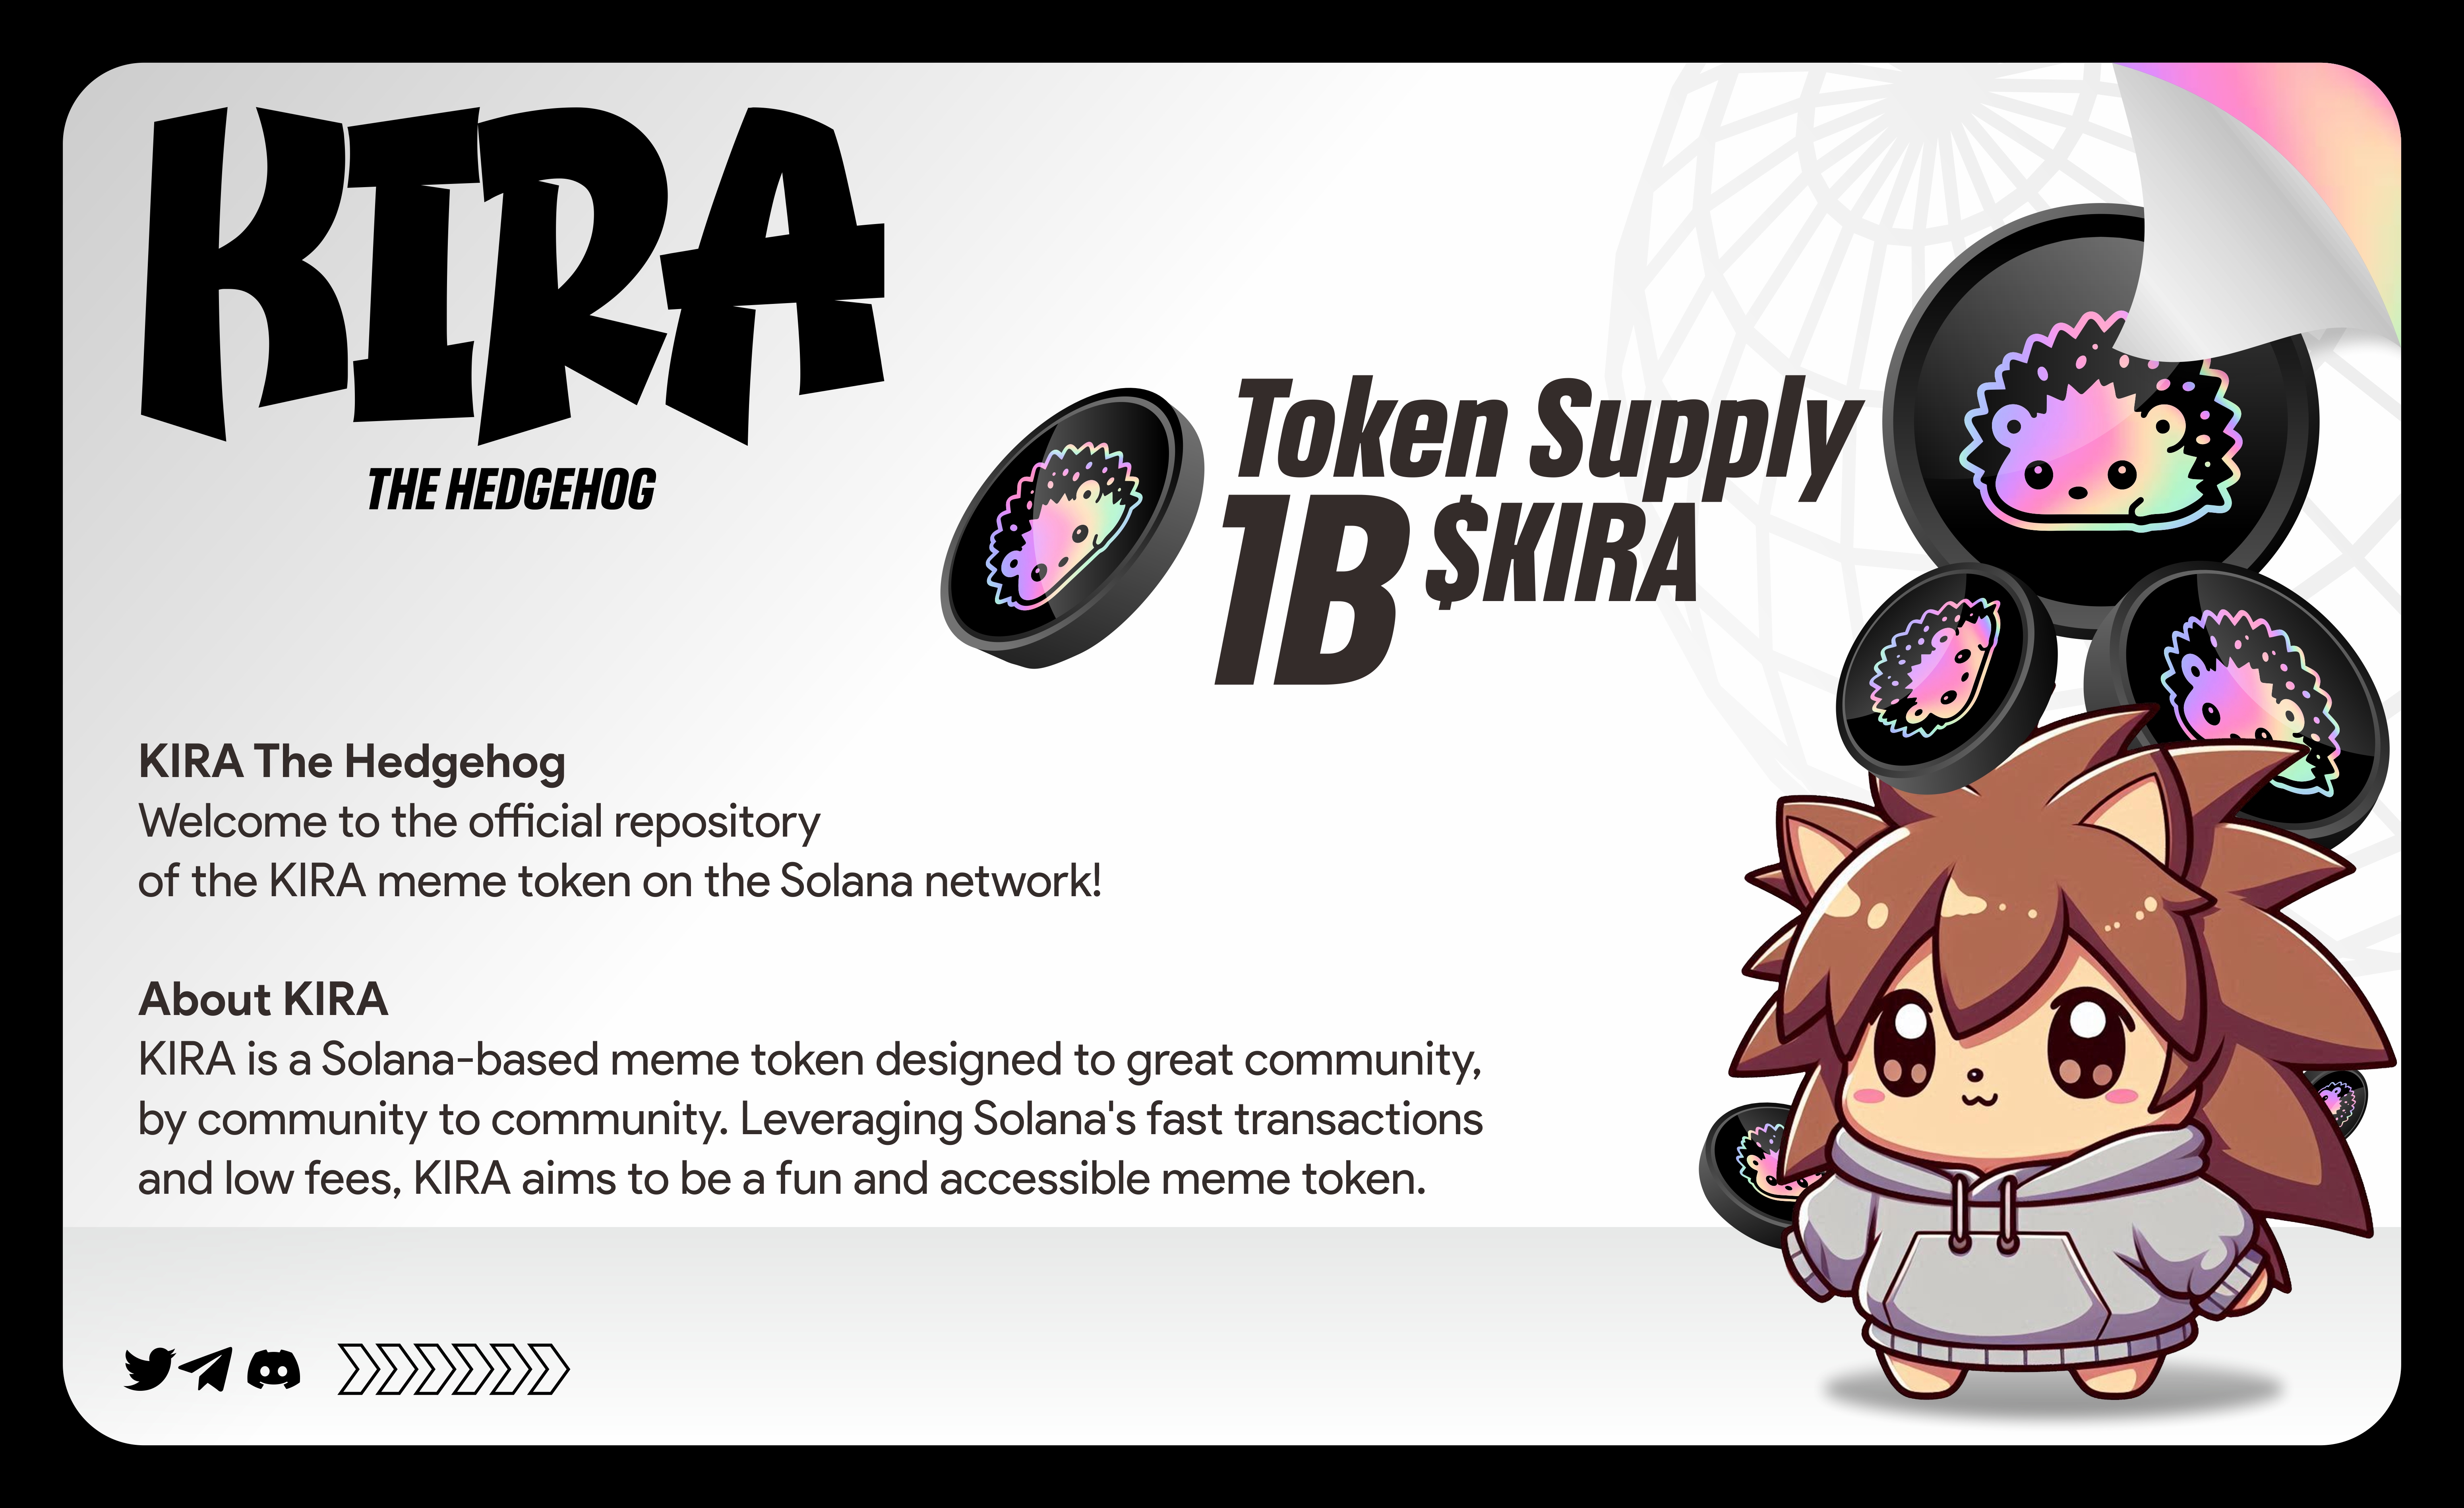 KIRA
THE HEDGEHOG
Token Supply
1B $KIRA
KIRA The Hedgehog
Welcome to the official repository
of the KIRA meme token on the Solana network!
About KIRA
KIRA is a Solana-based meme token designed to great community,
by community to community. Leveraging Solana's fast transactions
and low fees, KIRA aims to be a fun and accessible meme token.